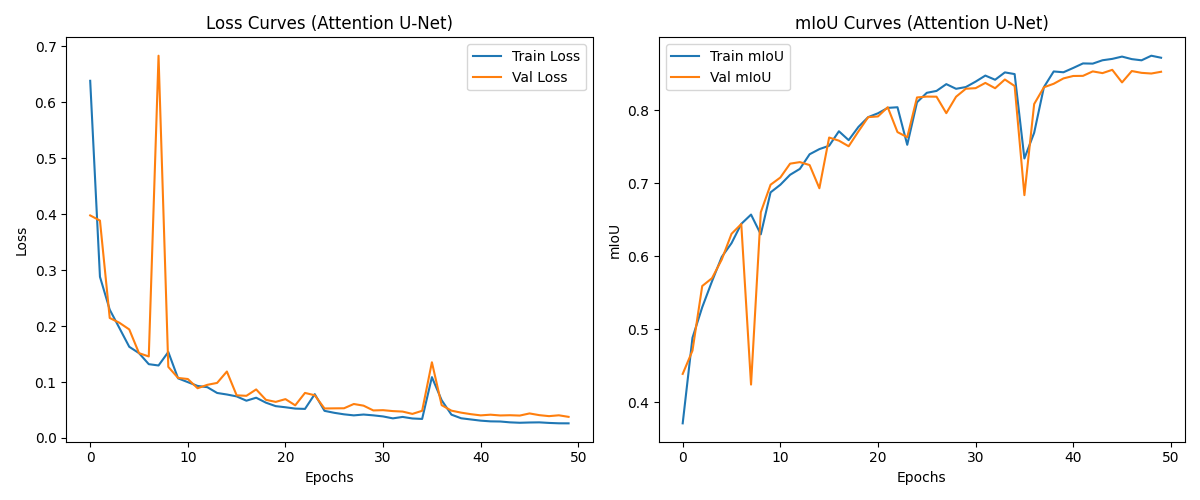 Loss Curves (Attention U-Net)
0.7
0.6
0.5
0.4
0.3
0.2
0.1
0.0
Loss
Train Loss
Val Loss
0 10 20 30 40 50
Epochs
mIoU Curves (Attention U-Net)
0.8
0.7
0.6
0.5
0.4
mIoU
Train mIoU
Val mIoU
0 10 20 30 40 50
Epochs